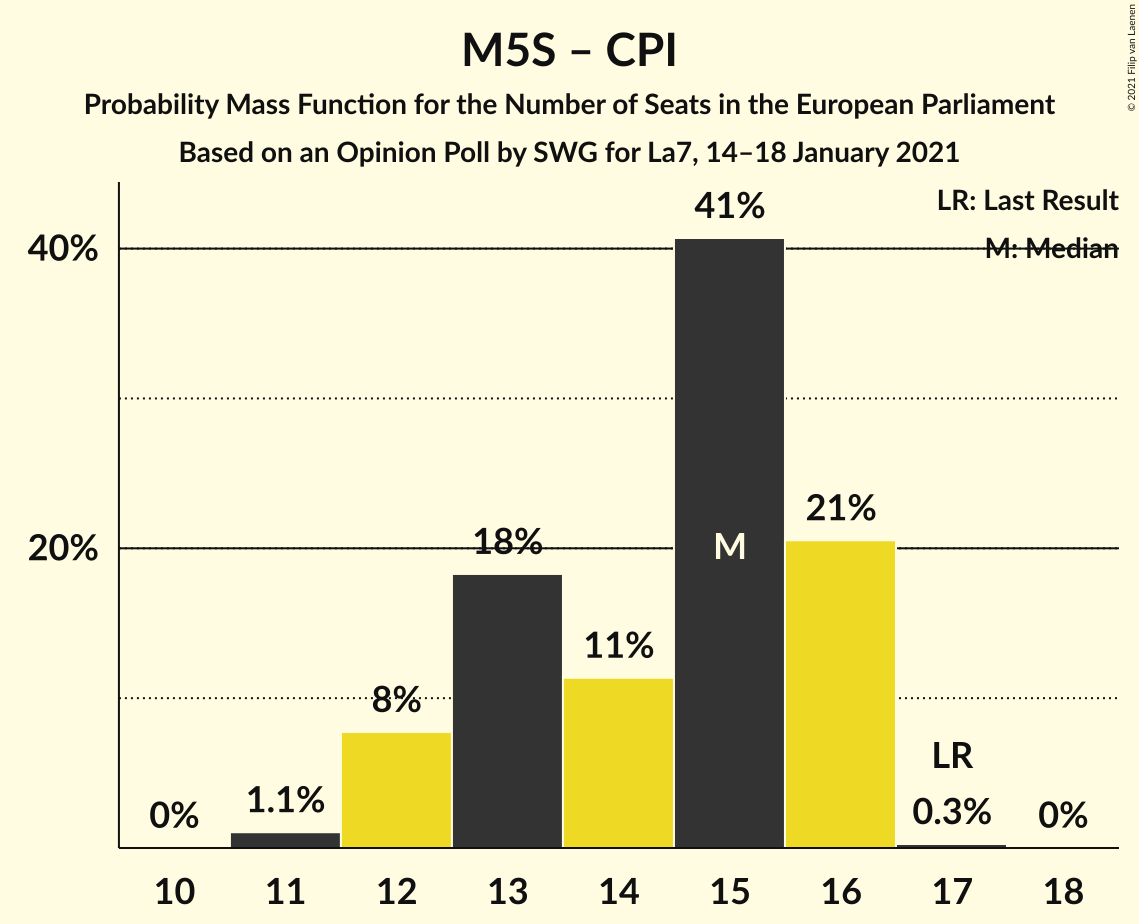 M5S – CPI
Probability Mass Function for the Number of Seats in the European Parliament
Based on an Opinion Poll by SWG for La7, 14–18 January 2021
© 2021 Filip van Laenen
LR: Last Result
M: Median
40%
20%
0%
1.1%
8%
18%
11%
41%
M
21%
LR
0.3%
0%
10 11 12 13 14 15 16 17 18